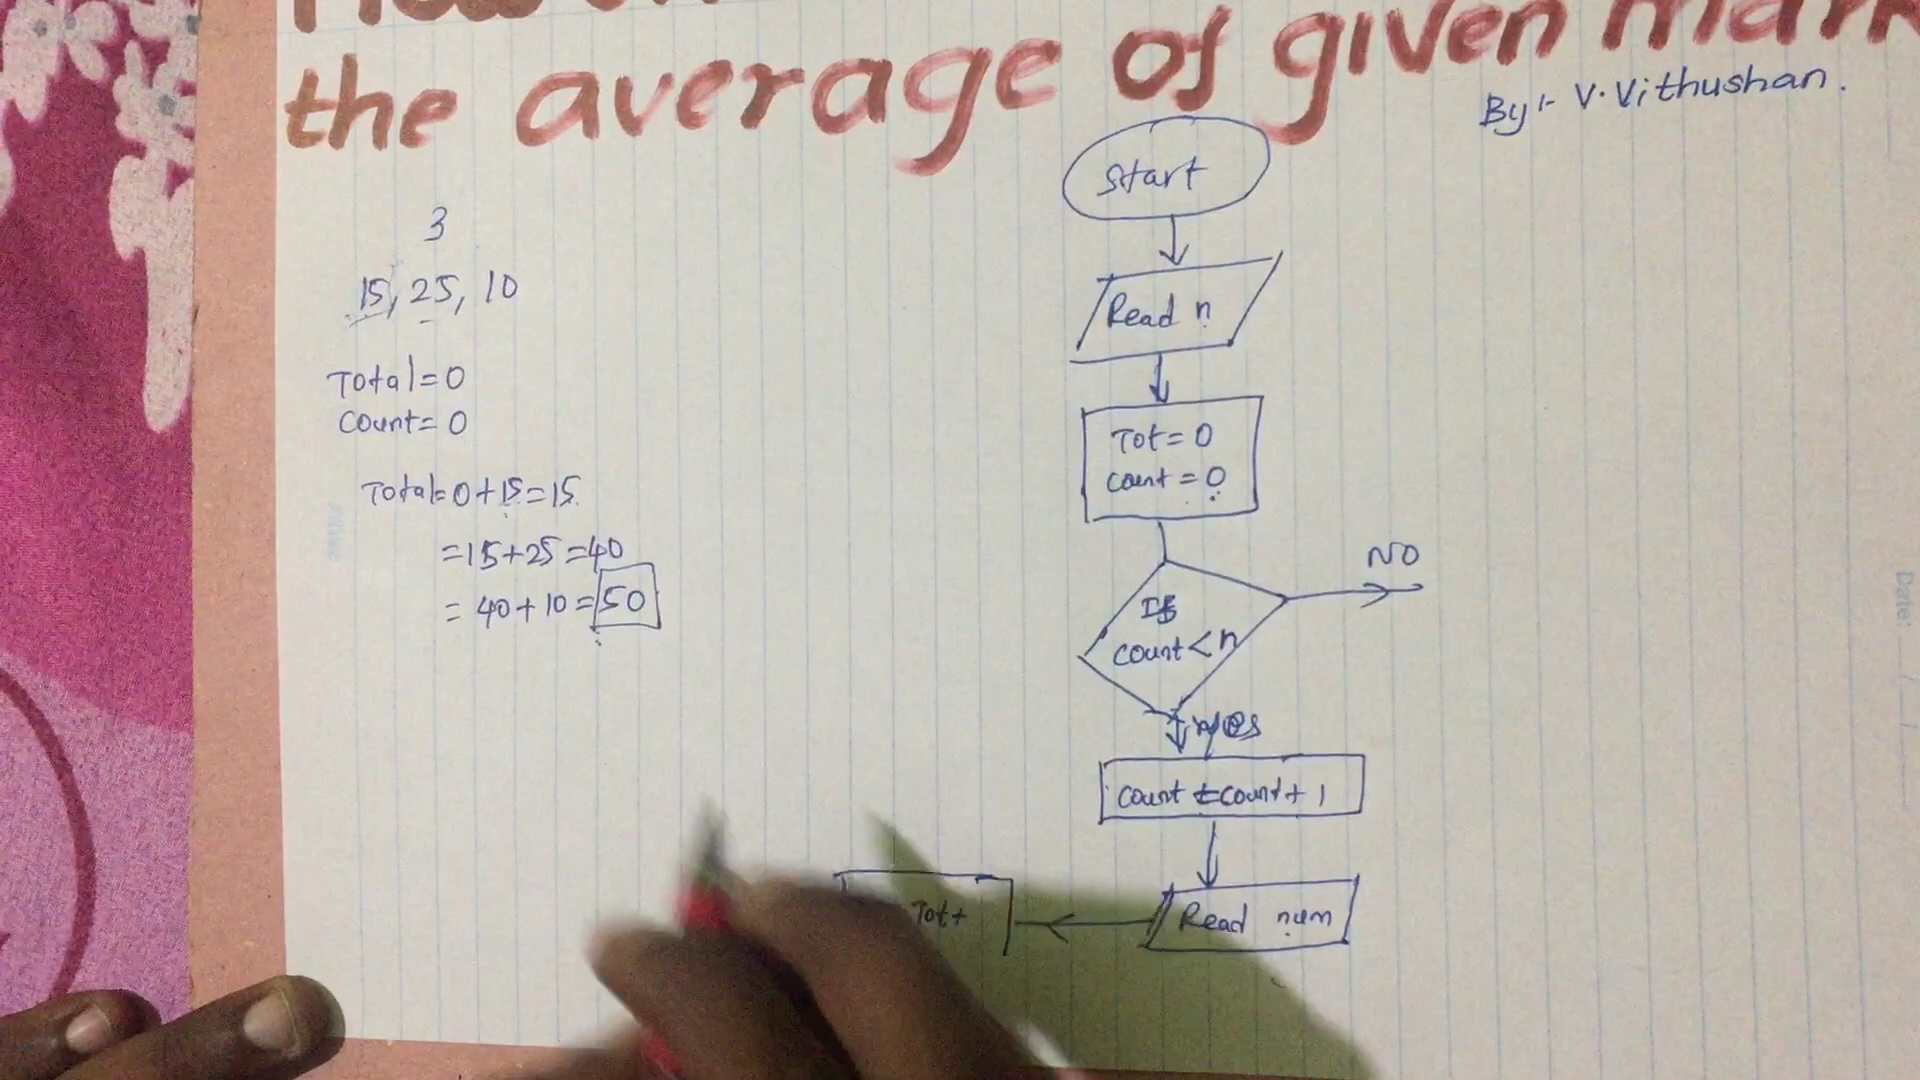 the average of given mark
By:- V.Vithushan.
3
15, 25, 10
Total=0
Count=0
Total=0+15=15
=15+25=40
=40+10=50
Start
Read n
Tot=0
count=0
If
count<n
NO
yes
count=count+1
Read num
Tot+
Date: